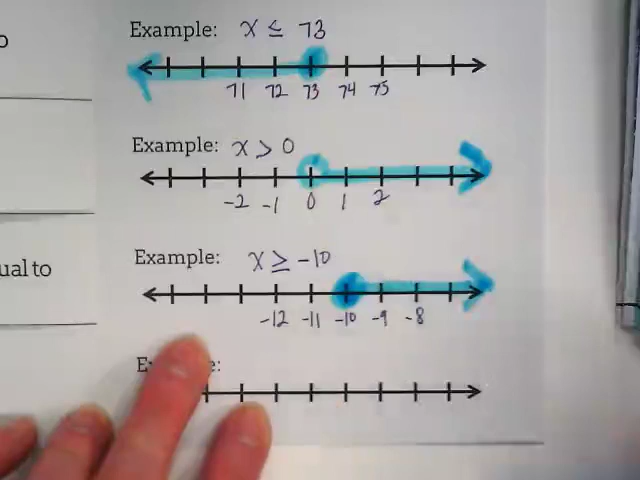 Example: x ≤ 73
71 72 73 74 75
Example: x > 0
-2 -1 0 1 2
ual to
Example: x ≥ -10
-12 -11 -10 -9 -8